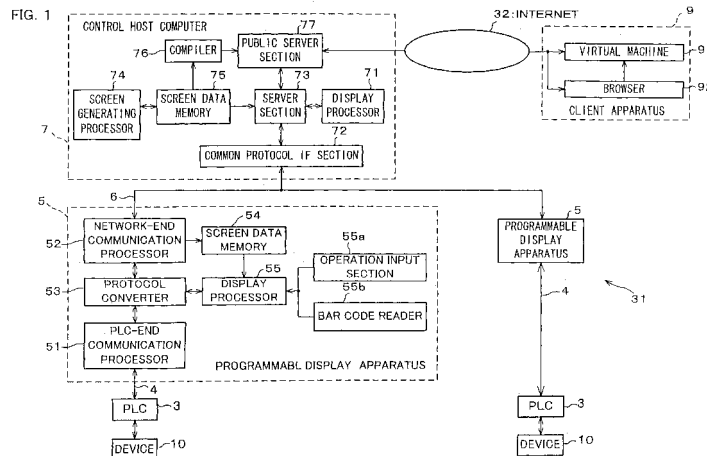 FIG. 1
CONTROL HOST COMPUTER
77
32:INTERNET
9
76
COMPILER
PUBLIC SERVER
SECTION
VIRTUAL MACHINE
9
74
75
73
71
BROWSER
92
SCREEN
GENERATING
PROCESSOR
SCREEN DATA
MEMORY
SERVER
SECTION
DISPLAY
PROCESSOR
CLIENT APPARATUS
72
7
COMMON PROTOCOL IF SECTION
6
5
54
55a
5
NETWORK-END
COMMUNICATION
PROCESSOR
52
SCREEN DATA
MEMORY
OPERATION INPUT
SECTION
PROGRAMMABLE
DISPLAY
APPARATUS
55
55b
53
PROTOCOL
CONVERTER
DISPLAY
PROCESSOR
BAR CODE READER
4
31
51
PLC-END
COMMUNICATION
PROCESSOR
PROGRAMMABL DISPLAY APPARATUS
4
PLC
3
PLC
3
DEVICE
10
DEVICE
10